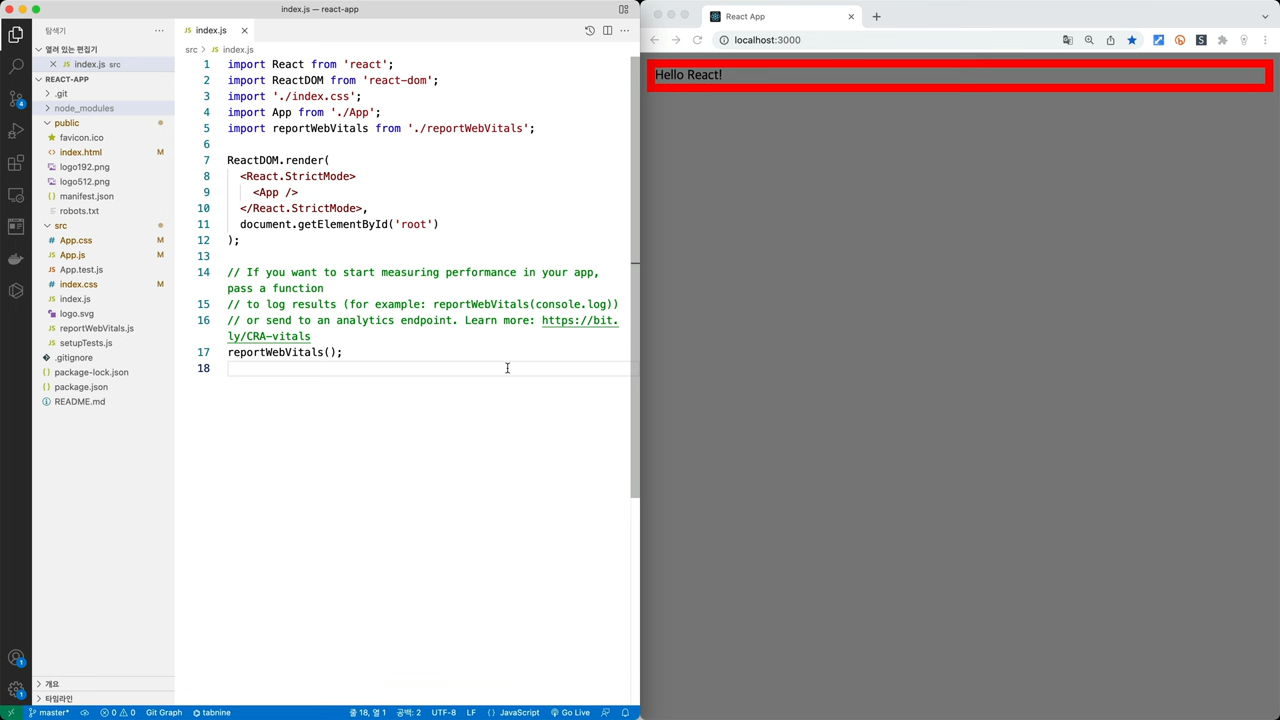 index.js — react-app
탐색기
열려 있는 편집기
index.js src
REACT-APP
.git
node_modules
public
favicon.ico
index.html M
logo192.png
logo512.png
manifest.json
robots.txt
src
App.css M
App.js M
App.test.js
index.css M
index.js
logo.svg
reportWebVitals.js
setupTests.js
.gitignore
package-lock.json
package.json
README.md
개요
타임라인
4
1
1
JS index.js
src > JS index.js
1 import React from 'react';
2 import ReactDOM from 'react-dom';
3 import './index.css';
4 import App from './App';
5 import reportWebVitals from './reportWebVitals';
6
7 ReactDOM.render(
8 <React.StrictMode>
9 <App />
10 </React.StrictMode>,
11 document.getElementById('root')
12 );
13
14 // If you want to start measuring performance in your app,
pass a function
15 // to log results (for example: reportWebVitals(console.log))
16 // or send to an analytics endpoint. Learn more: https://bit.
ly/CRA-vitals
17 reportWebVitals();
18
master* 0 0 Git Graph tabnine 줄 18, 열 1 공백: 2 UTF-8 LF JavaScript Go Live
React App
localhost:3000
Hello React!